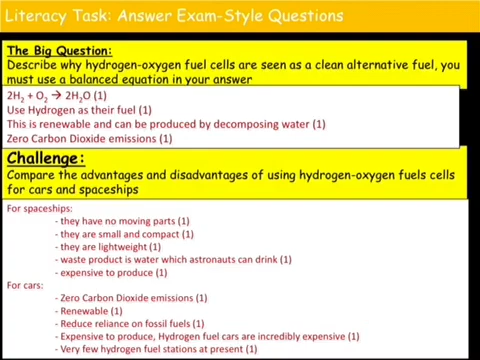 Literacy Task: Answer Exam-Style Questions
The Big Question:
Describe why hydrogen-oxygen fuel cells are seen as a clean alternative fuel, you
must use a balanced equation in your answer
2H₂ + O₂ → 2H₂O (1)
Use Hydrogen as their fuel (1)
This is renewable and can be produced by decomposing water (1)
Zero Carbon Dioxide emissions (1)
Challenge:
Compare the advantages and disadvantages of using hydrogen-oxygen fuels cells
for cars and spaceships
For spaceships:
- they have no moving parts (1)
- they are small and compact (1)
- they are lightweight (1)
- waste product is water which astronauts can drink (1)
- expensive to produce (1)
For cars:
- Zero Carbon Dioxide emissions (1)
- Renewable (1)
- Reduce reliance on fossil fuels (1)
- Expensive to produce, Hydrogen fuel cars are incredibly expensive (1)
- Very few hydrogen fuel stations at present (1)